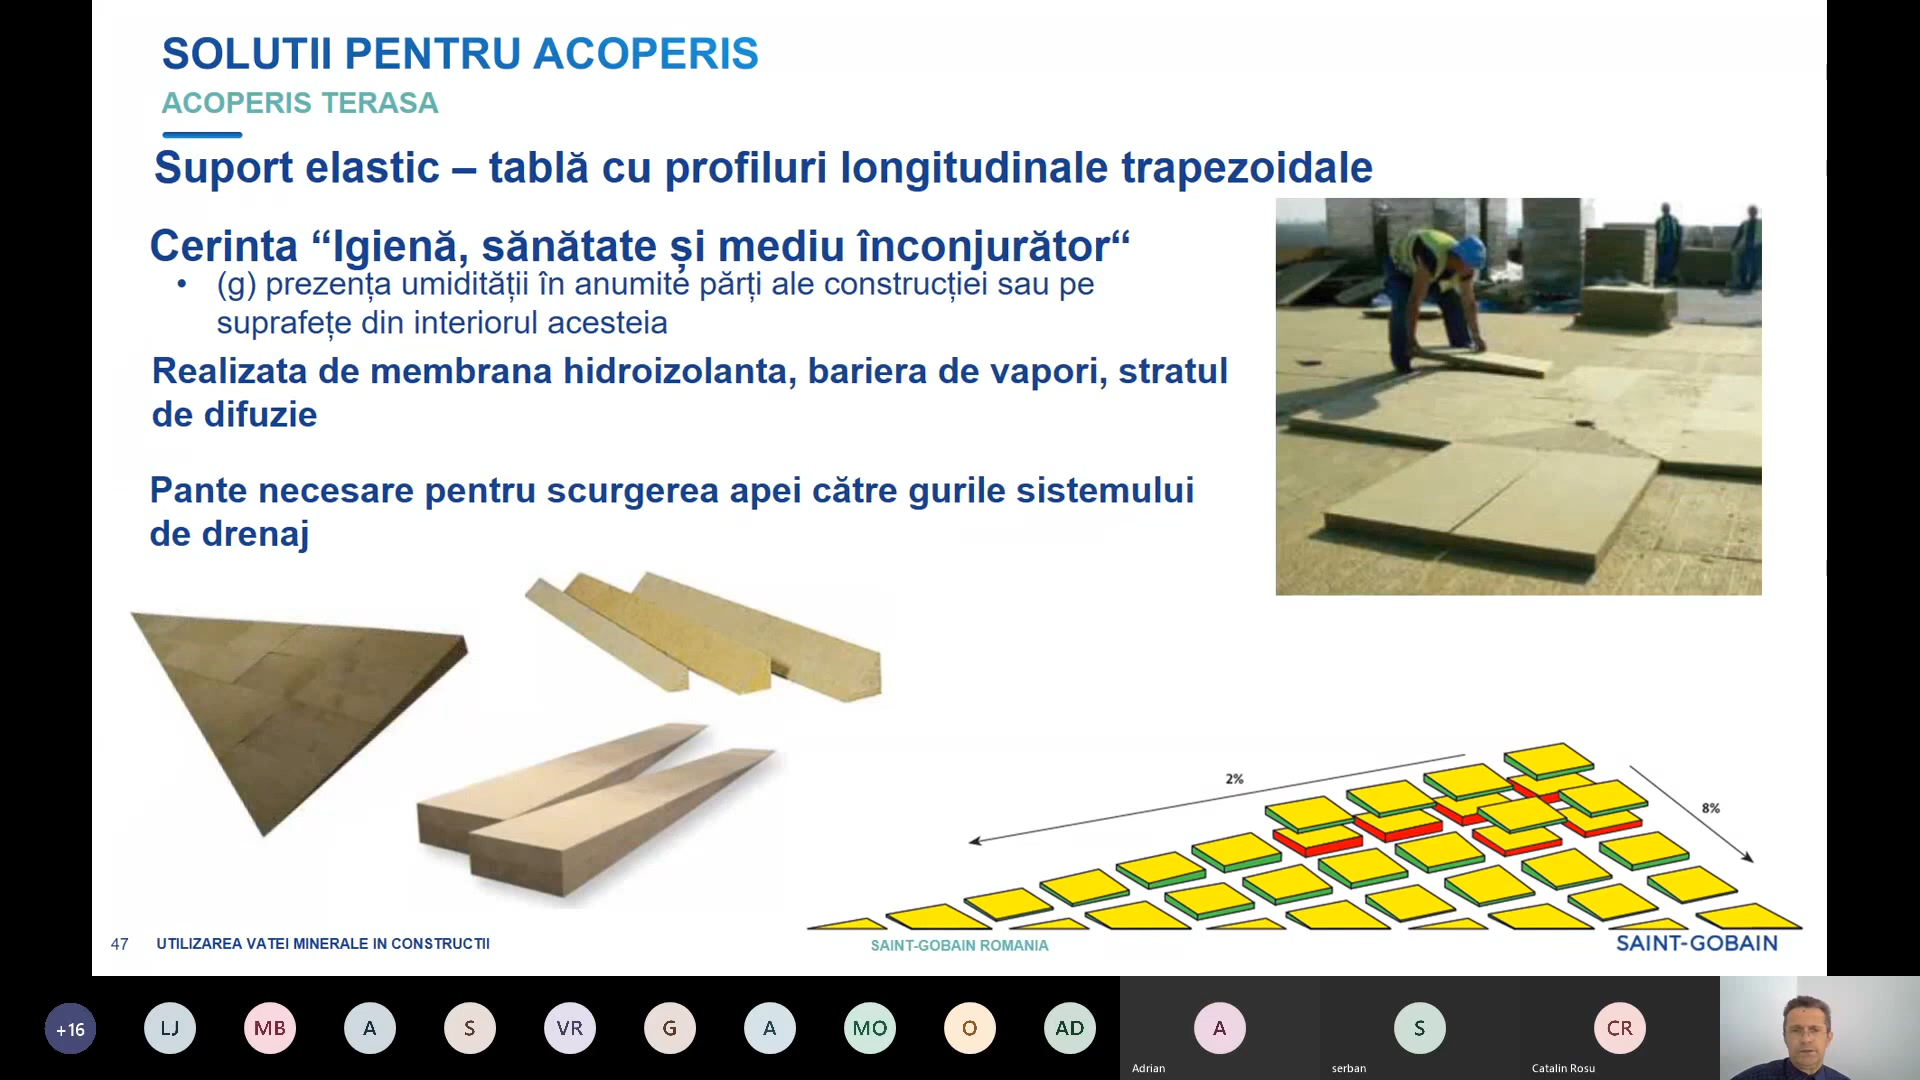 SOLUTII PENTRU ACOPERIS
ACOPERIS TERASA
Suport elastic – tablă cu profiluri longitudinale trapezoidale
Cerinta “Igienă, sănătate și mediu înconjurător“
• (g) prezența umidității în anumite părți ale construcției sau pe
suprafețe din interiorul acesteia
Realizata de membrana hidroizolanta, bariera de vapori, stratul
de difuzie
Pante necesare pentru scurgerea apei către gurile sistemului
de drenaj
2%
8%
47 UTILIZAREA VATEI MINERALE IN CONSTRUCTII
SAINT-GOBAIN ROMANIA
SAINT-GOBAIN
+16 LJ MB A S VR G A MO O AD A S CR
Adrian serban Catalin Rosu